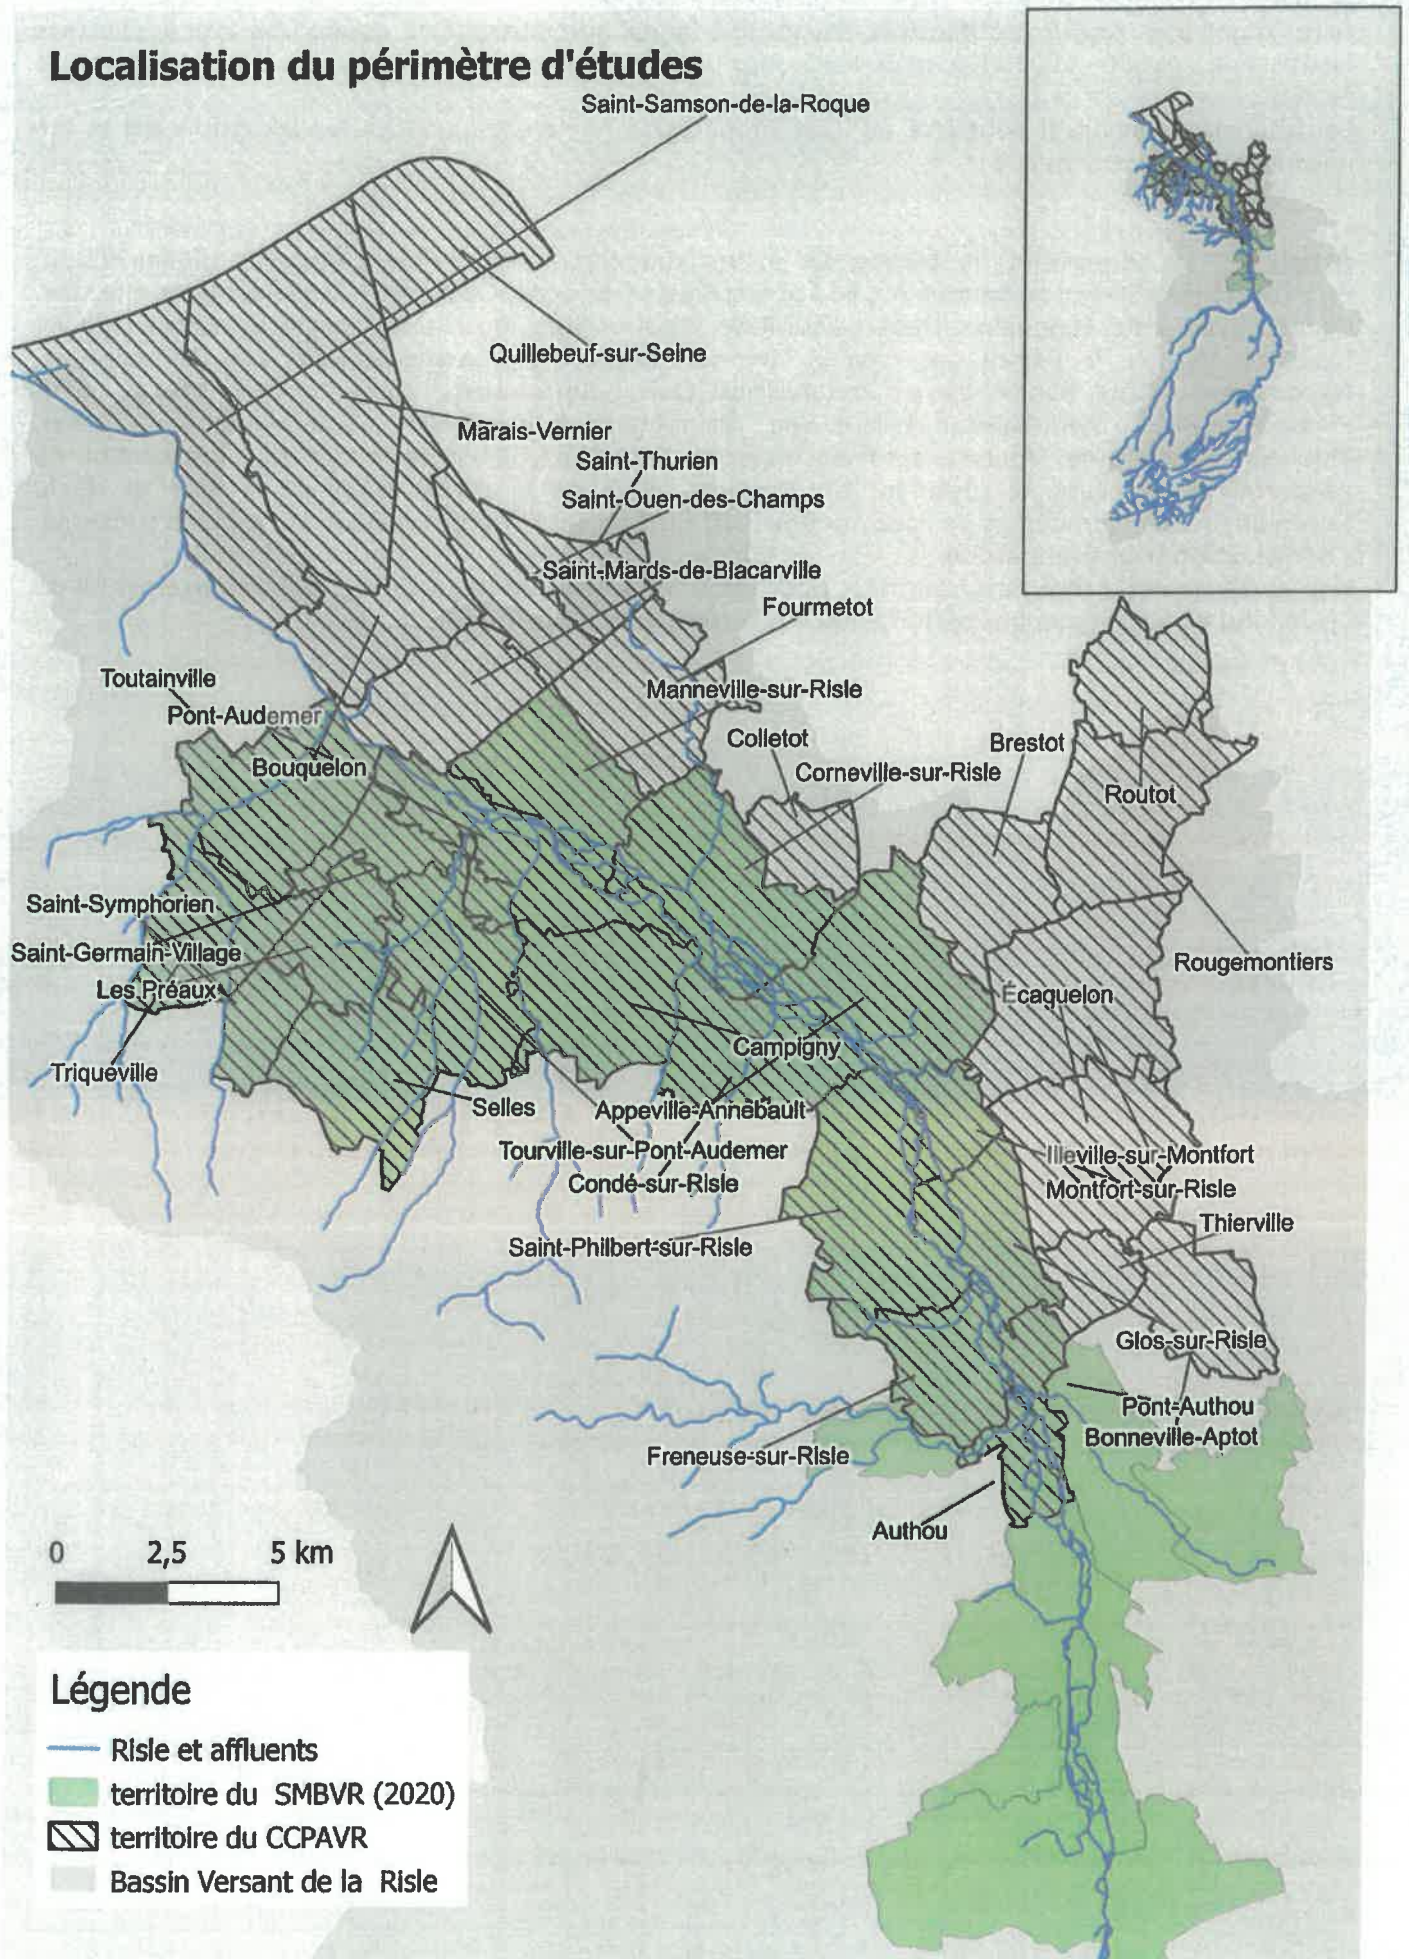 Localisation du périmètre d'études
Saint-Samson-de-la-Roque
Quillebeuf-sur-Seine
Marais-Vernier
Saint-Thurien
Saint-Ouen-des-Champs
Saint-Mards-de-Blacarville
Fourmetot
Toutainville
Manneville-sur-Risle
Pont-Audemer
Colletot
Brestot
Bouquelon
Corneville-sur-Risle
Routot
Saint-Symphorien
Saint-Germain-Village
Rougemontiers
Les Préaux
Écaquelon
Campigny
Triqueville
Selles
Appeville-Annebault
Tourville-sur-Pont-Audemer
Illeville-sur-Montfort
Condé-sur-Risle
Montfort-sur-Risle
Thierville
Saint-Philbert-sur-Risle
Glos-sur-Risle
Pont-Authou
Bonneville-Aptot
Freneuse-sur-Risle
Authou
0 2,5 5 km
Légende
Risle et affluents
territoire du SMBVR (2020)
territoire du CCPAVR
Bassin Versant de la Risle